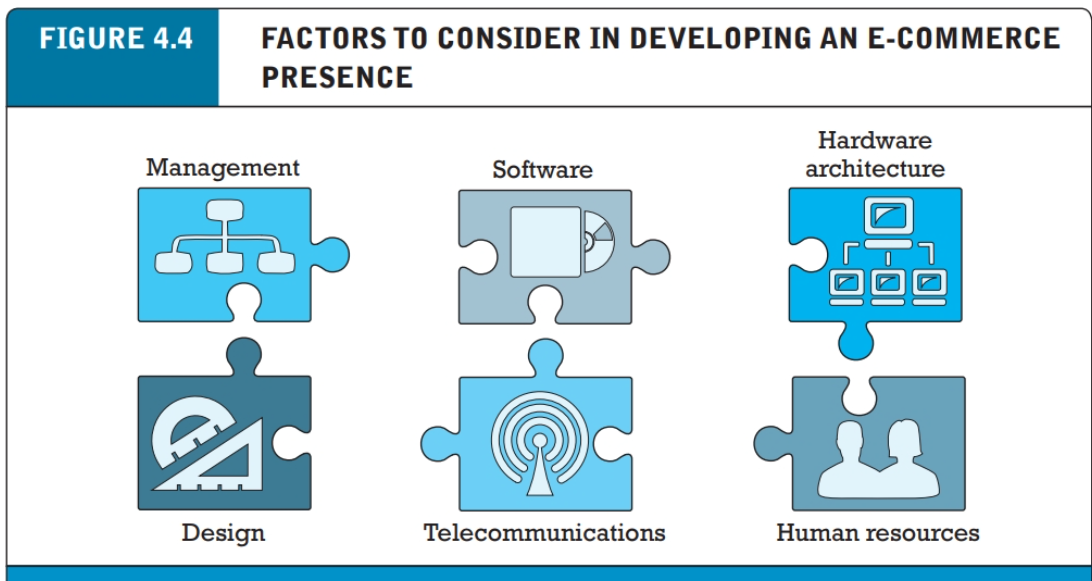 FIGURE 4.4
FACTORS TO CONSIDER IN DEVELOPING AN E-COMMERCE
PRESENCE
Management
Software
Hardware
architecture
Design
Telecommunications
Human resources